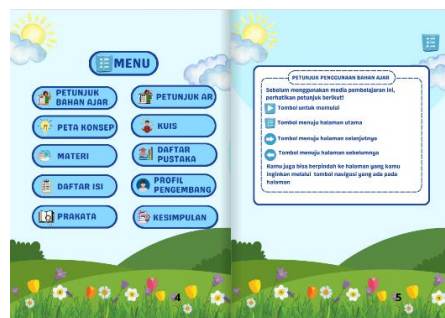 MENU
PETUNJUK
BAHAN AJAR
PETUNJUK AR
PETA KONSEP
KUIS
MATERI
DAFTAR
PUSTAKA
DAFTAR ISI
PROFIL
PENGEMBANG
PRAKATA
KESIMPULAN
4
PETUNJUK PENGGUNAAN BAHAN AJAR
Sebelum menggunakan media pembelajaran ini,
perhatikan petunjuk berikut!
Tombol untuk memulai
Tombol menuju halaman utama
Tombol menuju halaman selanjutnya
Tombol menuju halaman sebelumnya
Kamu juga bisa berpindah ke halaman yang kamu
inginkan melalui tombol navigasi yang ada pada
halaman
5